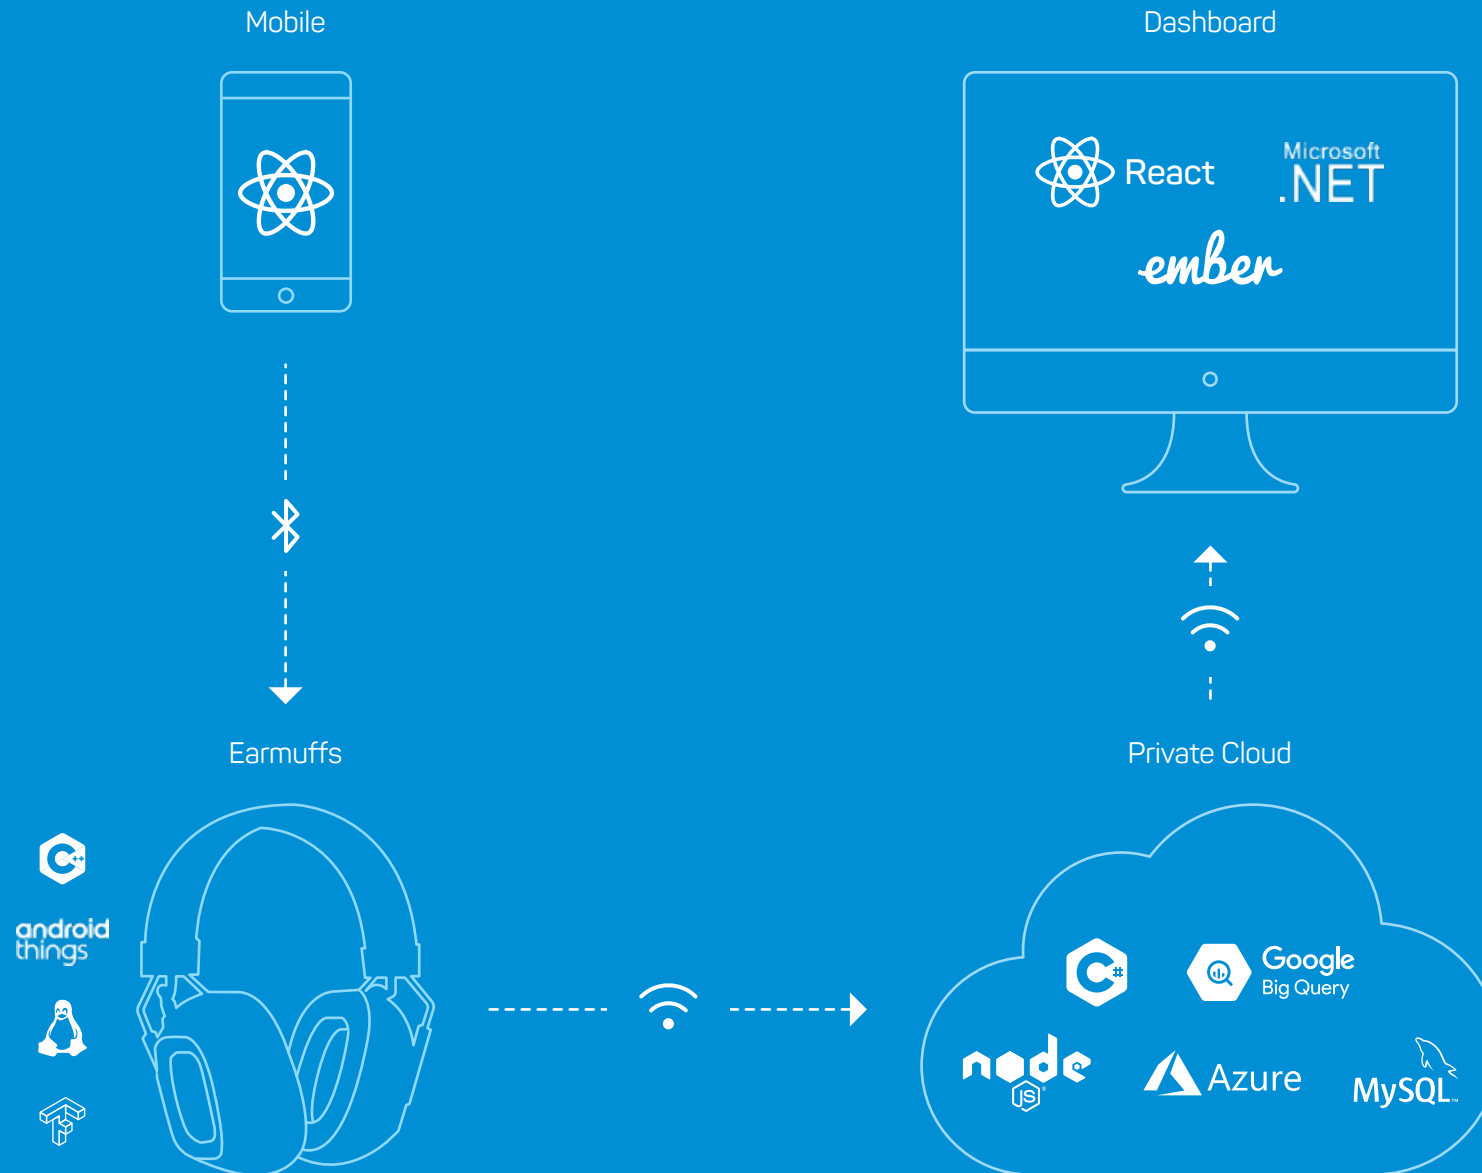 Mobile
Dashboard
React
Microsoft
.NET
ember
Earmuffs
Private Cloud
C++
android
things
C#
Google
Big Query
node
JS
Azure
MySQL